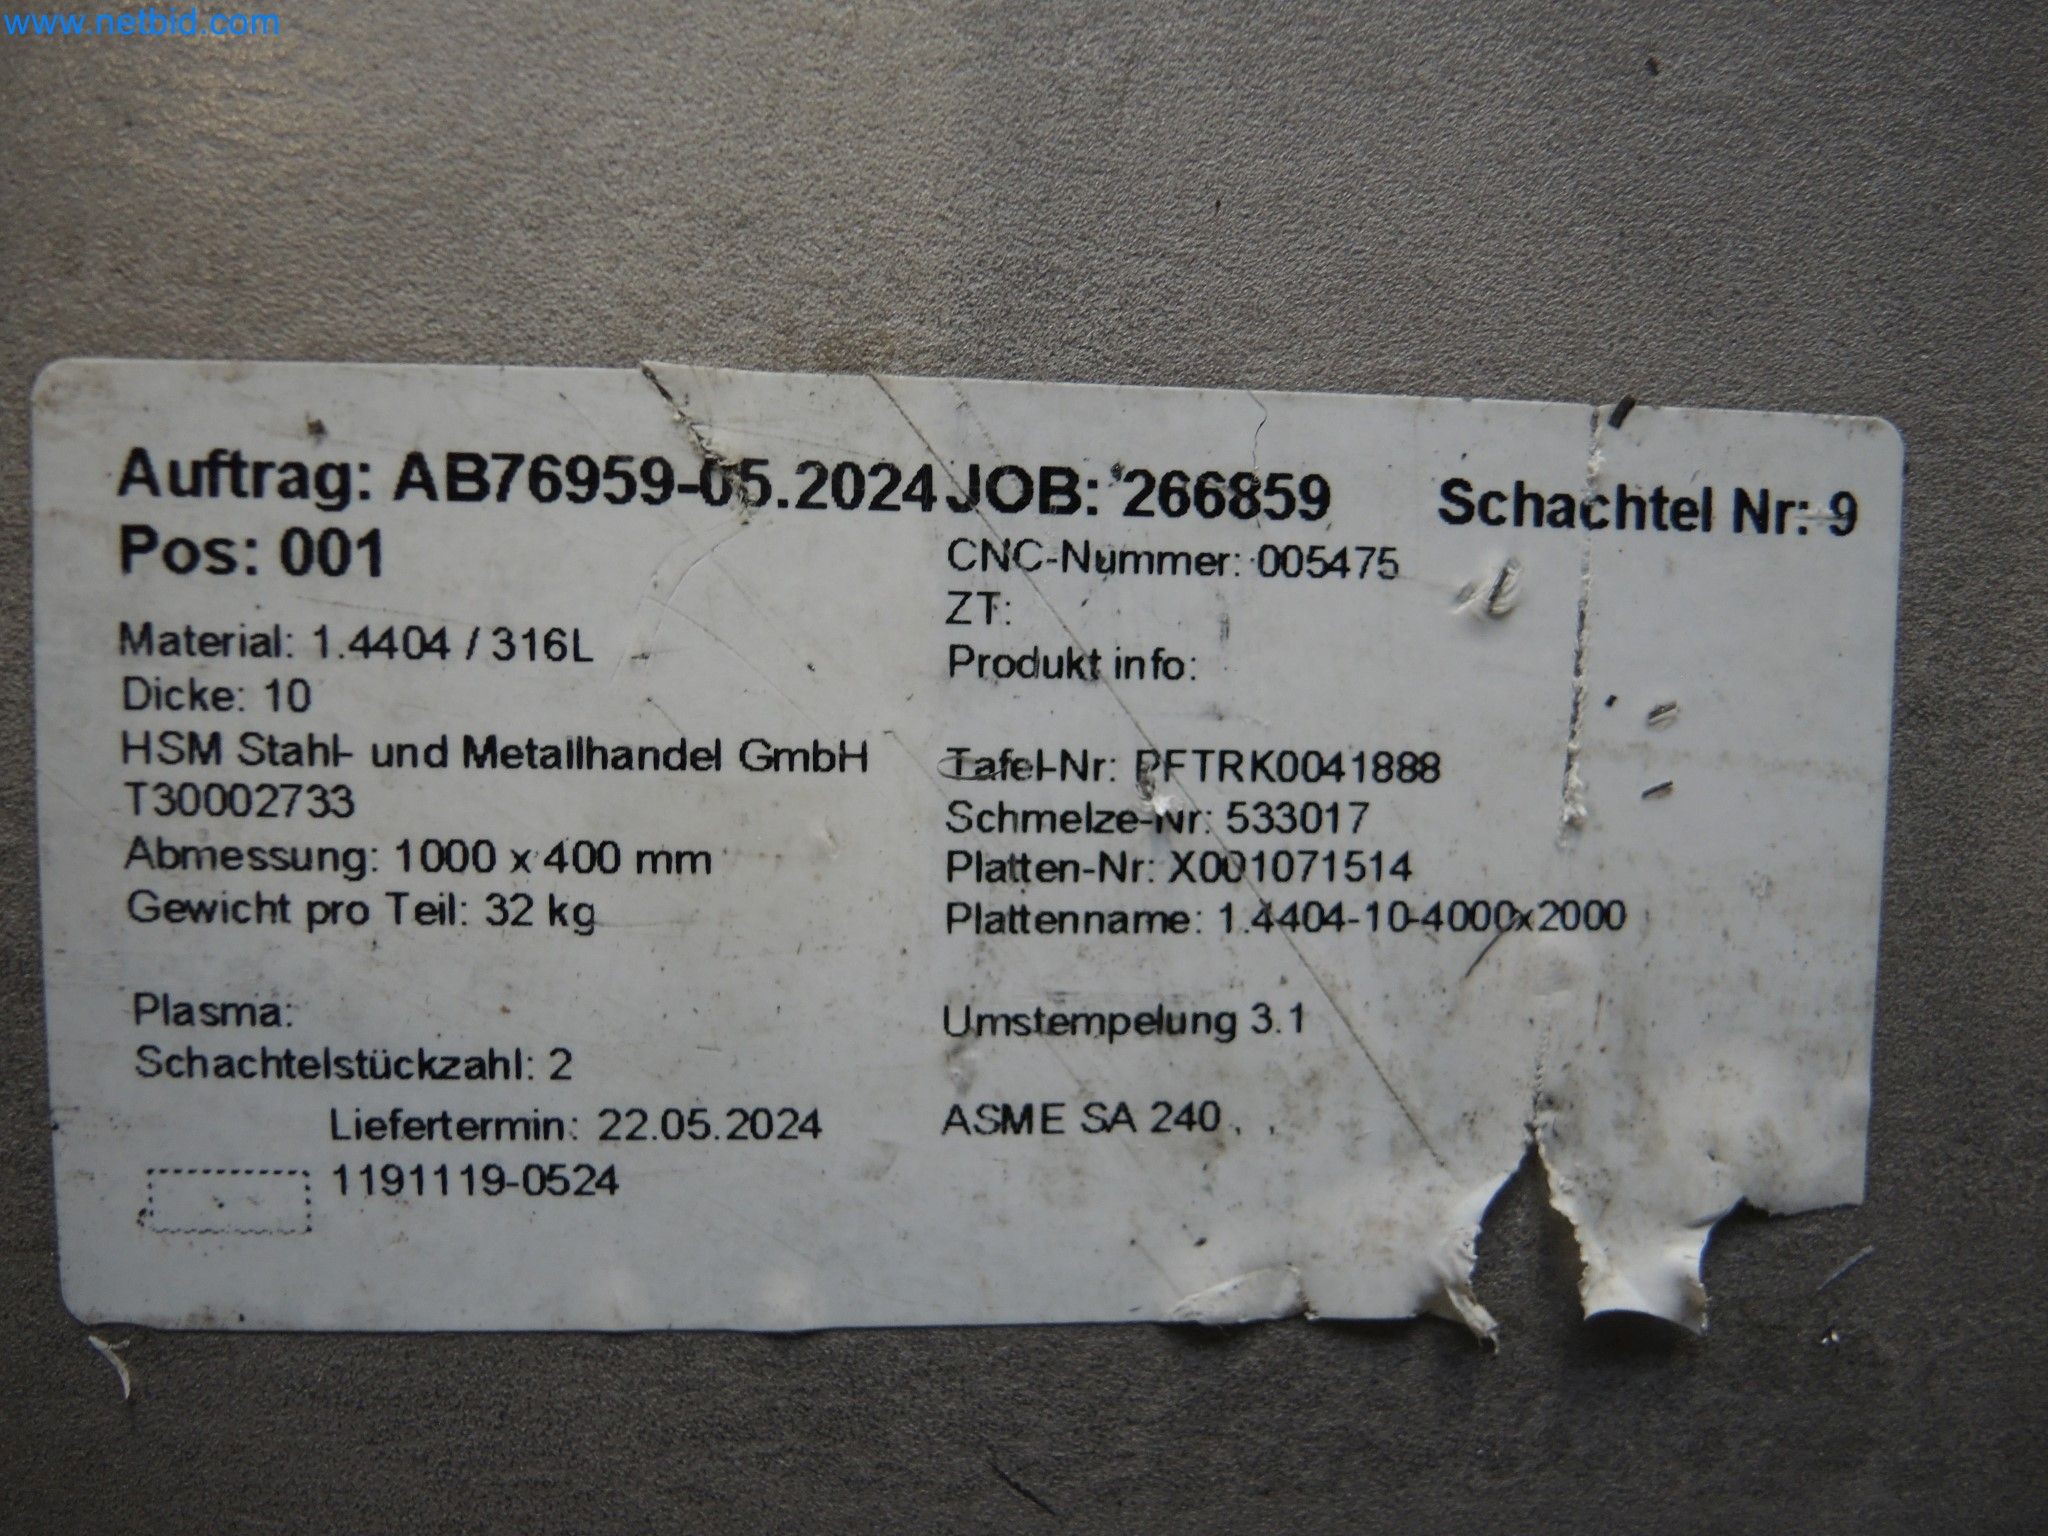 www.netbid.com
Auftrag: AB76959-05.2024 JOB: 266859 Schachtel Nr: 9
Pos: 001
CNC-Nummer: 005475
ZT:
Material: 1.4404 / 316L
Produkt info:
Dicke: 10
HSM Stahl- und Metallhandel GmbH
Tafel-Nr: PFTRK0041888
T30002733
Schmelze-Nr: 533017
Abmessung: 1000 x 400 mm
Platten-Nr: X001071514
Gewicht pro Teil: 32 kg
Plattenname: 1.4404-10-4000x2000
Plasma:
Umstempelung 3.1
Schachtelstückzahl: 2
Liefertermin: 22.05.2024
ASME SA 240 , ,
1191119-0524